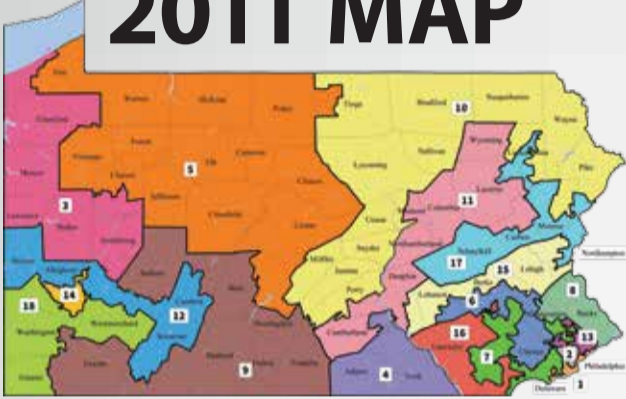 2011 MAP
Erie
Crawford
Warren
McKean
Potter
Tioga
Bradford
10
Susquehanna
Wayne
Wyoming
Forest
Venango
Elk
Cameron
5
Sullivan
Lycoming
Pike
Mercer
3
Clarion
Jefferson
Clinton
11
Luzerne
Columbia
Lawrence
Butler
Clearfield
Centre
Union
Monroe
Carbon
Armstrong
Snyder
Northumberland
Schuylkill
17
Northampton
Beaver
Allegheny
Indiana
Mifflin
Juniata
Dauphin
15
Lehigh
14
Perry
Lebanon
Berks
6
8
Bucks
18
Westmoreland
12
Cambria
Somerset
Blair
Huntingdon
Cumberland
16
Lancaster
7
Chester
13
2
Philadelphia
Washington
Greene
Fayette
Bedford
9
Fulton
Franklin
Adams
4
York
Delaware
1